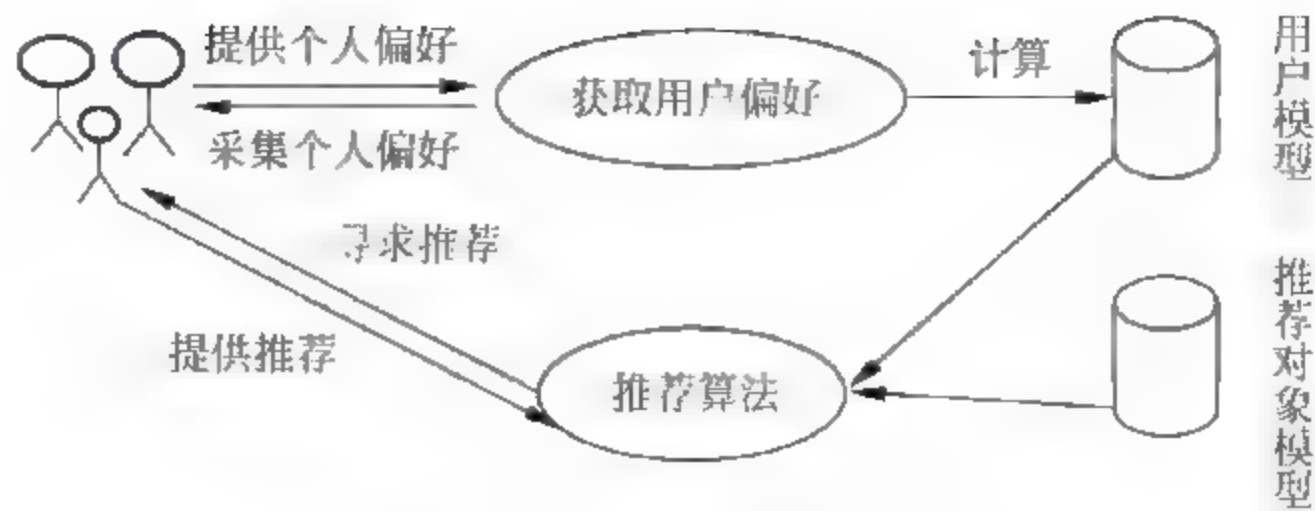 提供个人偏好
采集个人偏好
获取用户偏好
计算
用户模型
寻求推荐
提供推荐
推荐算法
推荐对象模型